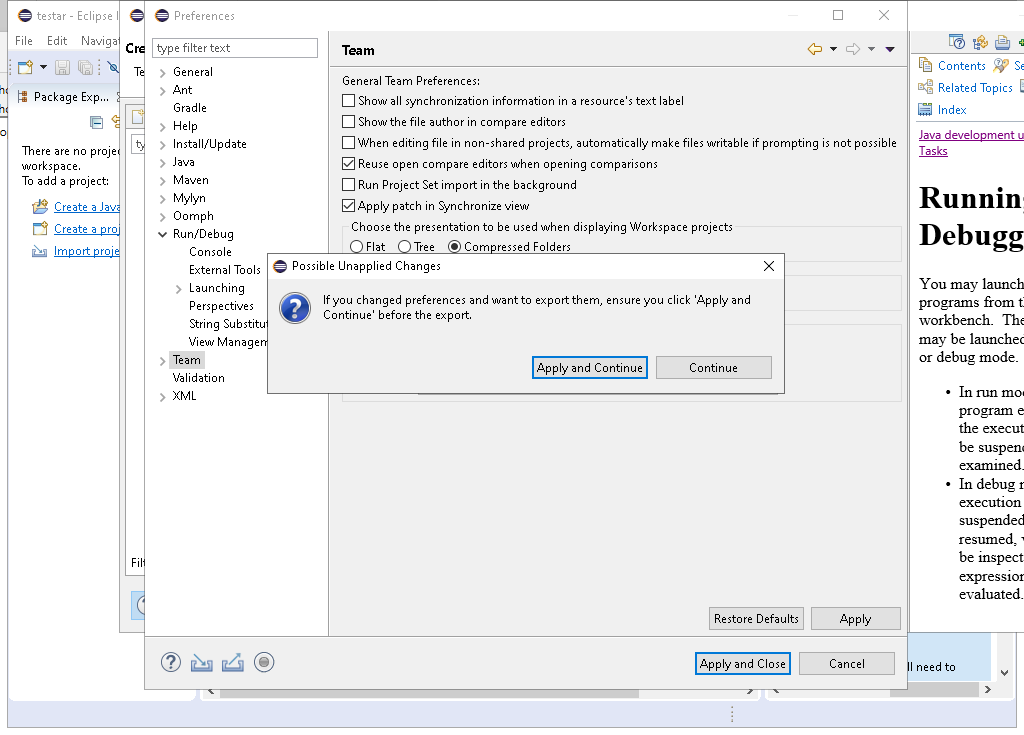 testar - Eclipse I
File Edit Navigat
Package Exp...
There are no proje
workspace.
To add a project:
Create a Java
Create a proj
Import proje
Cre
Preferences
type filter text
General
Ant
Gradle
Help
Install/Update
Java
Maven
Mylyn
Oomph
Run/Debug
Console
External Tools
Launching
Perspectives
String Substitut
View Managem
Team
Validation
XML
Team
General Team Preferences:
Show all synchronization information in a resource's text label
Show the file author in compare editors
When editing file in non-shared projects, automatically make files writable if prompting is not possible
Reuse open compare editors when opening comparisons
Run Project Set import in the background
Apply patch in Synchronize view
Choose the presentation to be used when displaying Workspace projects
Flat Tree Compressed Folders
Possible Unapplied Changes
If you changed preferences and want to export them, ensure you click 'Apply and
Continue' before the export.
Apply and Continue Continue
Restore Defaults Apply
Apply and Close Cancel
Contents Se
Related Topics
Index
Java development u
Tasks
Running
Debugg
You may launch
programs from th
workbench. The
may be launched
or debug mode.
• In run mod
program e
the execut
be suspend
examined.
• In debug m
execution
suspended
resumed, v
be inspect
expression
evaluated.
ll need to